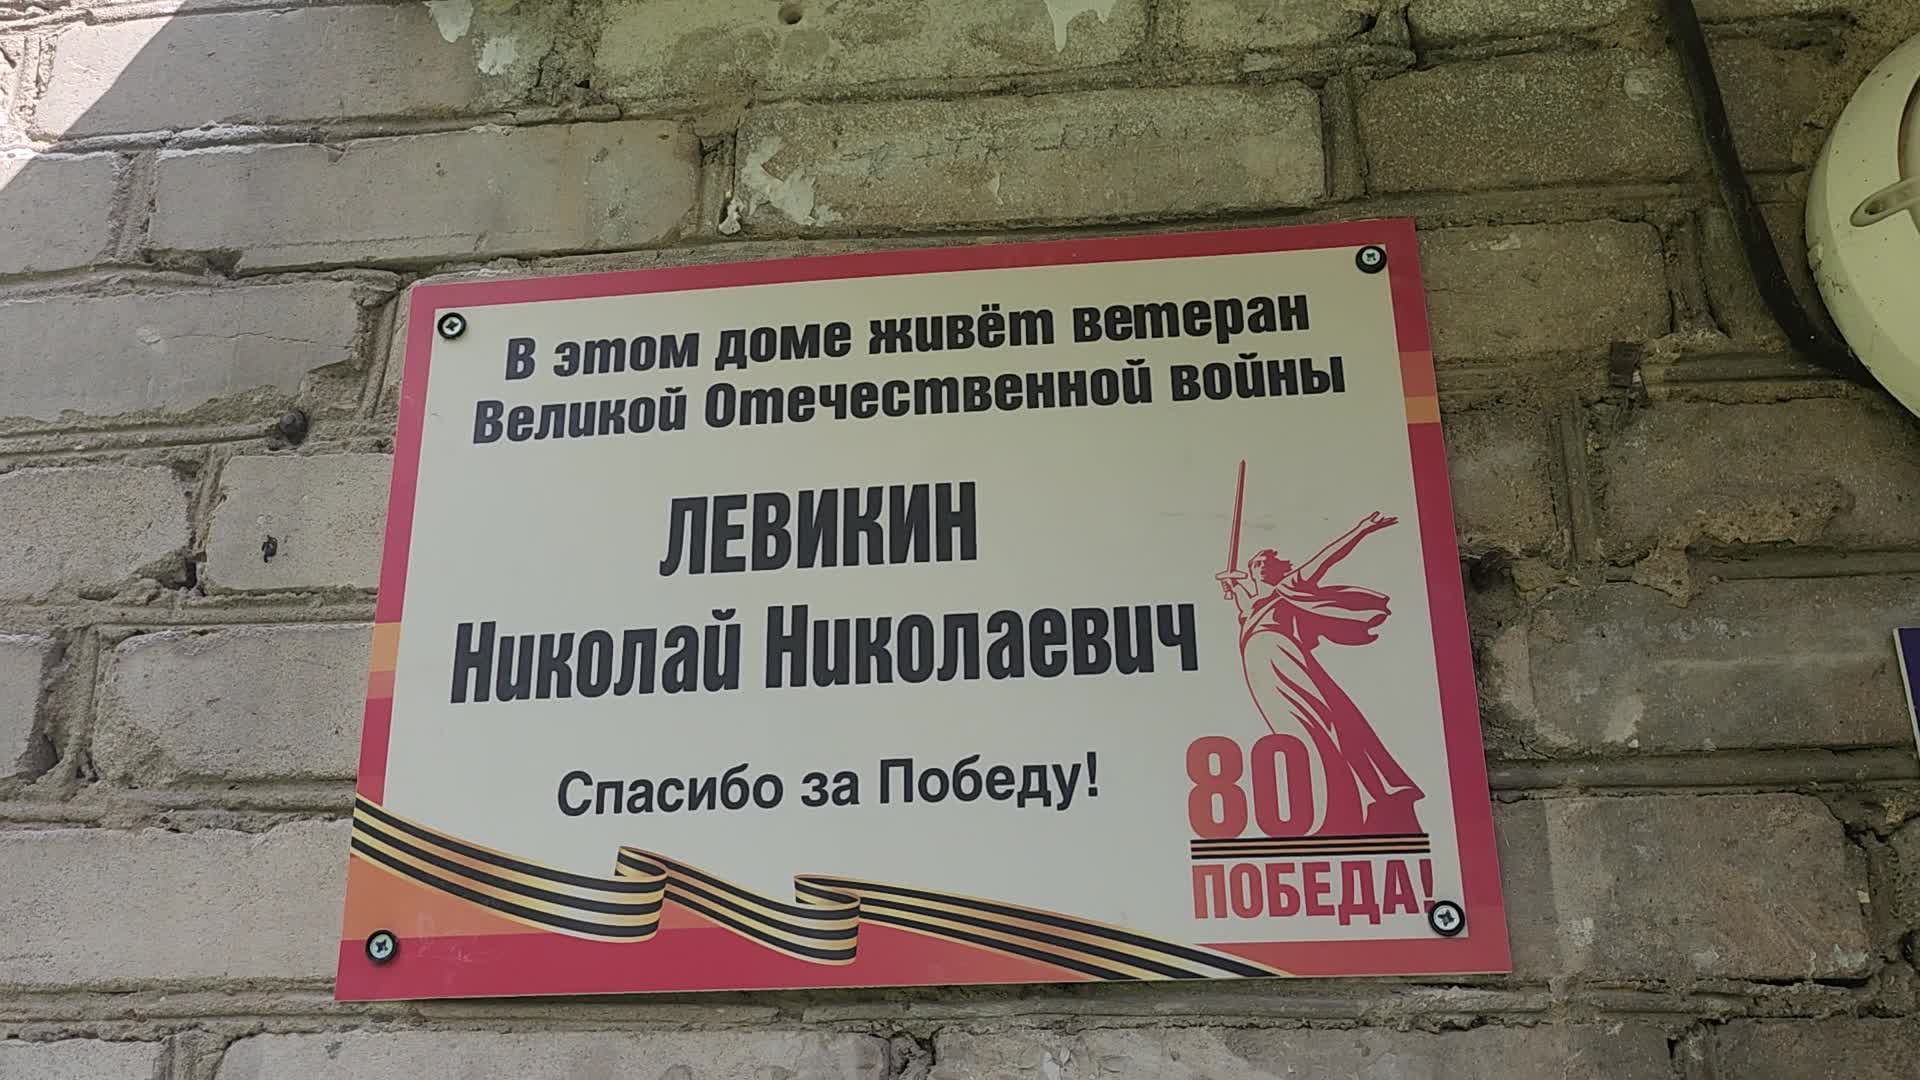 В этом доме живёт ветеран
Великой Отечественной войны
ЛЕВИКИН
Николай Николаевич
Спасибо за Победу!
80
ПОБЕДА!